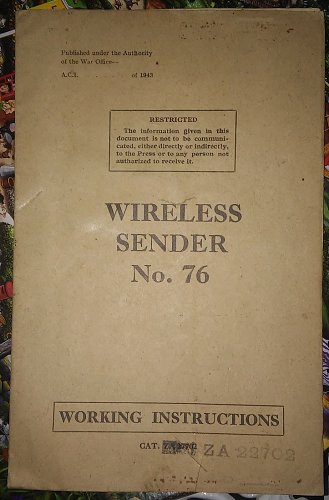 Published under the Authority
of the War Office—
A.C.I. . . . . . . . . of 1943
RESTRICTED
The information given in this
document is not to be communi-
cated, either directly or indirectly,
to the Press or to any person not
authorized to receive it.
WIRELESS
SENDER
No. 76
WORKING INSTRUCTIONS
CAT. ZA 22702